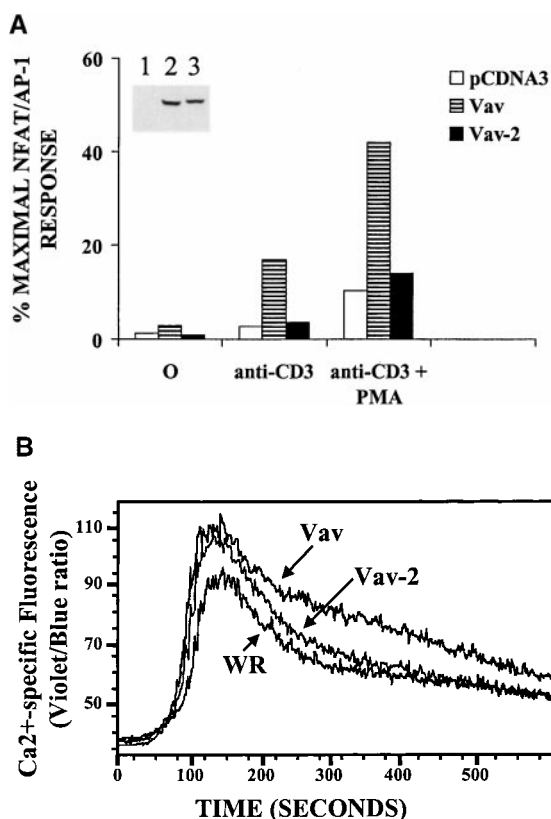 A
% MAXIMAL NFAT/AP-1
RESPONSE
60
40
20
0
1 2 3
pCDNA3
Vav
Vav-2
O
anti-CD3
anti-CD3 +
PMA
B
Ca2+-specific Fluorescence
(Violet/Blue ratio)
110
90
70
50
Vav
Vav-2
WR
0 100 200 300 400 500
TIME (SECONDS)